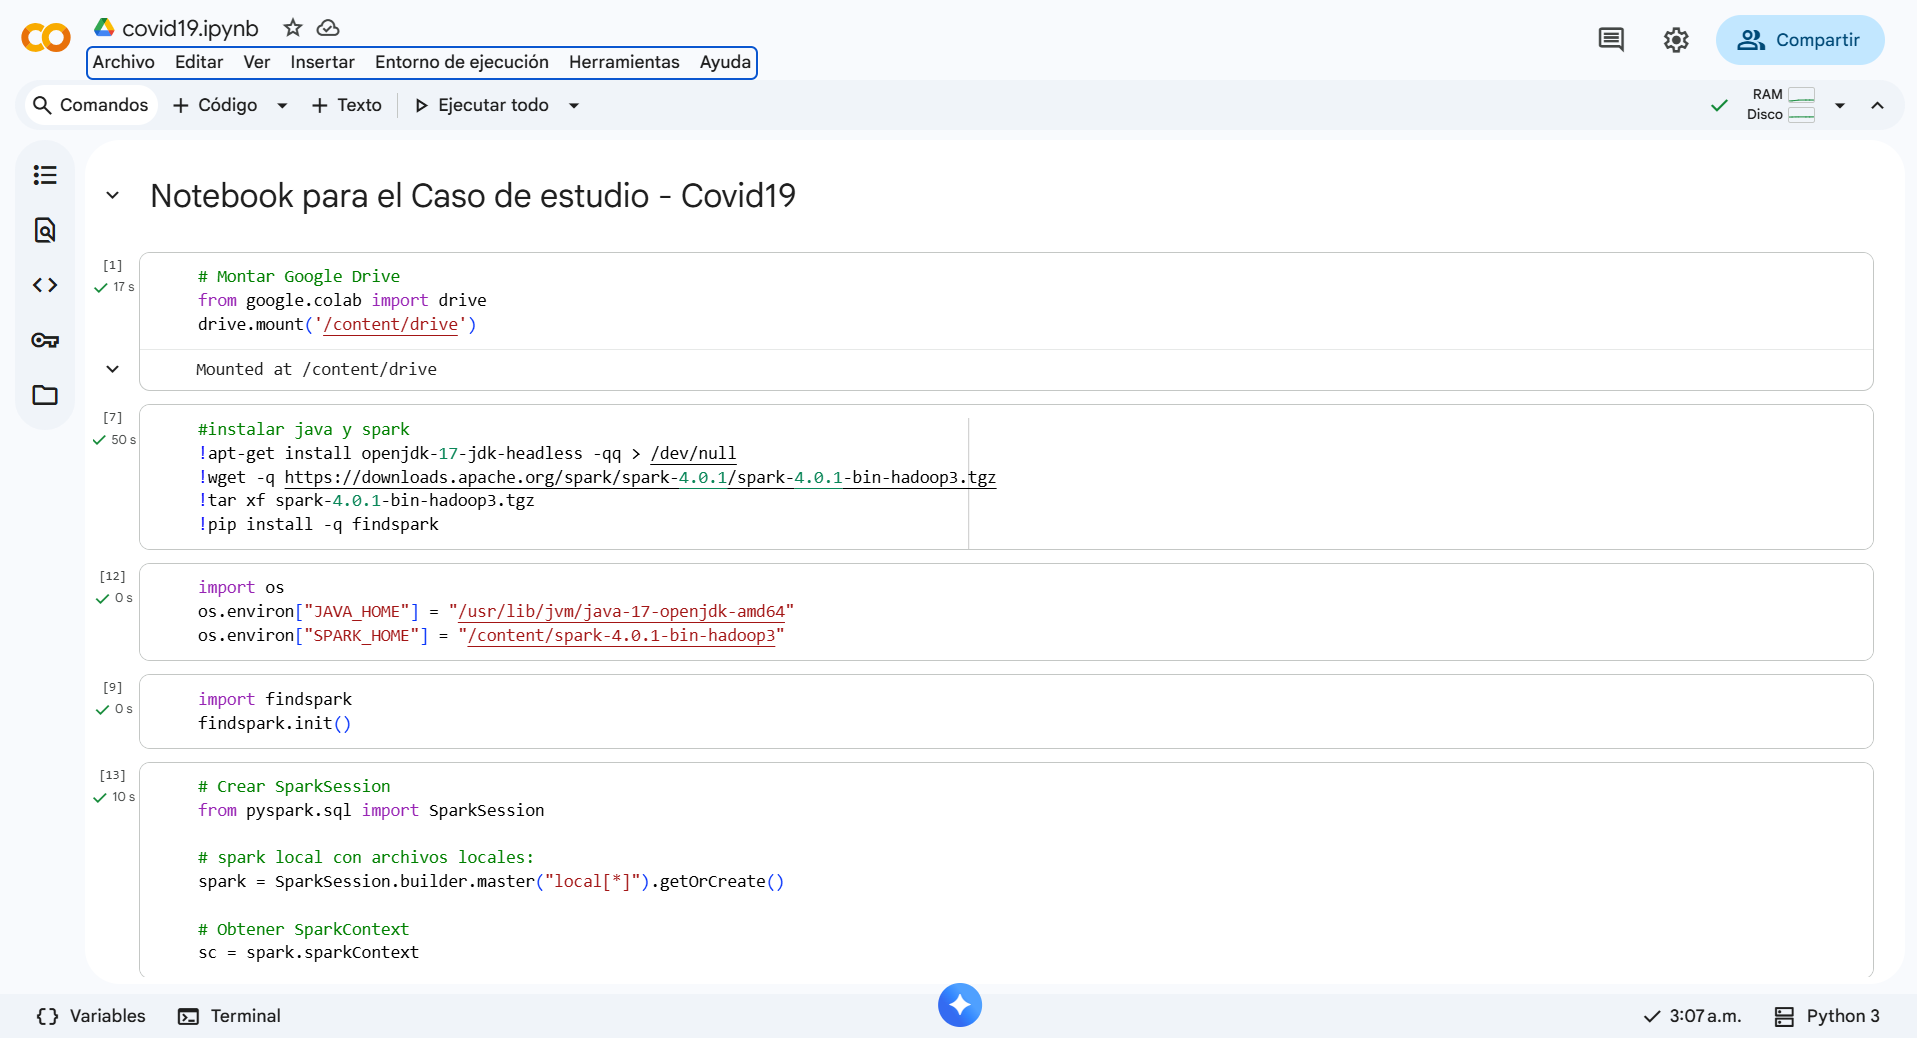 covid19.ipynb
Archivo Editar Ver Insertar Entorno de ejecución Herramientas Ayuda
Compartir
Comandos + Código + Texto Ejecutar todo
RAM
Disco
Notebook para el Caso de estudio - Covid19
[1]
17 s
# Montar Google Drive
from google.colab import drive
drive.mount('/content/drive')
Mounted at /content/drive
[7]
50 s
#instalar java y spark
!apt-get install openjdk-17-jdk-headless -qq > /dev/null
!wget -q https://downloads.apache.org/spark/spark-4.0.1/spark-4.0.1-bin-hadoop3.tgz
!tar xf spark-4.0.1-bin-hadoop3.tgz
!pip install -q findspark
[12]
0 s
import os
os.environ["JAVA_HOME"] = "/usr/lib/jvm/java-17-openjdk-amd64"
os.environ["SPARK_HOME"] = "/content/spark-4.0.1-bin-hadoop3"
[9]
0 s
import findspark
findspark.init()
[13]
10 s
# Crear SparkSession
from pyspark.sql import SparkSession
# spark local con archivos locales:
spark = SparkSession.builder.master("local[*]").getOrCreate()
# Obtener SparkContext
sc = spark.sparkContext
Variables Terminal
3:07 a.m. Python 3